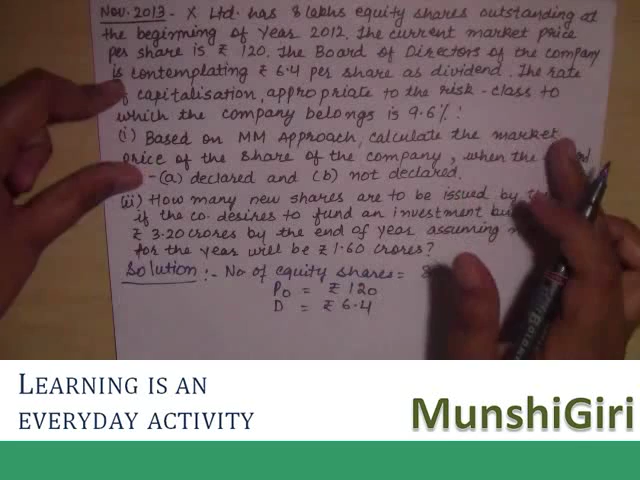 Nov. 2013 - X Ltd. has 8 lakhs equity shares outstanding at
the beginning of Year 2012. The current market price
per share is ₹ 120. The Board of Directors of the company
is contemplating ₹ 6.4 per share as dividend. The rate
of capitalisation, appropriate to the risk-class to
which the company belongs is 9.6% :
(i) Based on MM Approach, calculate the market
price of the share of the company, when the
- (a) declared and (b) not declared.
(ii) How many new shares are to be issued by
if the co. desires to fund an investment
₹ 3.20 crores by the end of year assuming
for the year will be ₹ 1.60 crores?
Solution :- No of equity shares = 8
P0 = ₹ 120
D = ₹ 6.4
LEARNING IS AN
EVERYDAY ACTIVITY
MunshiGiri